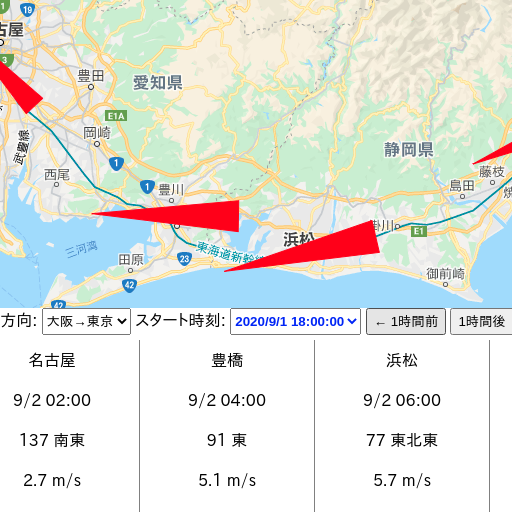 古屋
豊田
愛知県
3
19
E1A
岡崎
武豊線
1
静岡県
西尾
藤枝
1
豊川
島田
焼
三河湾
東海道新幹線
浜松
掛川
E1
23
田原
42
御前崎
42
方向: 大阪→東京 スタート時刻: 2020/9/1 18:00:00 ← 1時間前 1時間後
名古屋 豊橋 浜松
9/2 02:00 9/2 04:00 9/2 06:00
137 南東 91 東 77 東北東
2.7 m/s 5.1 m/s 5.7 m/s